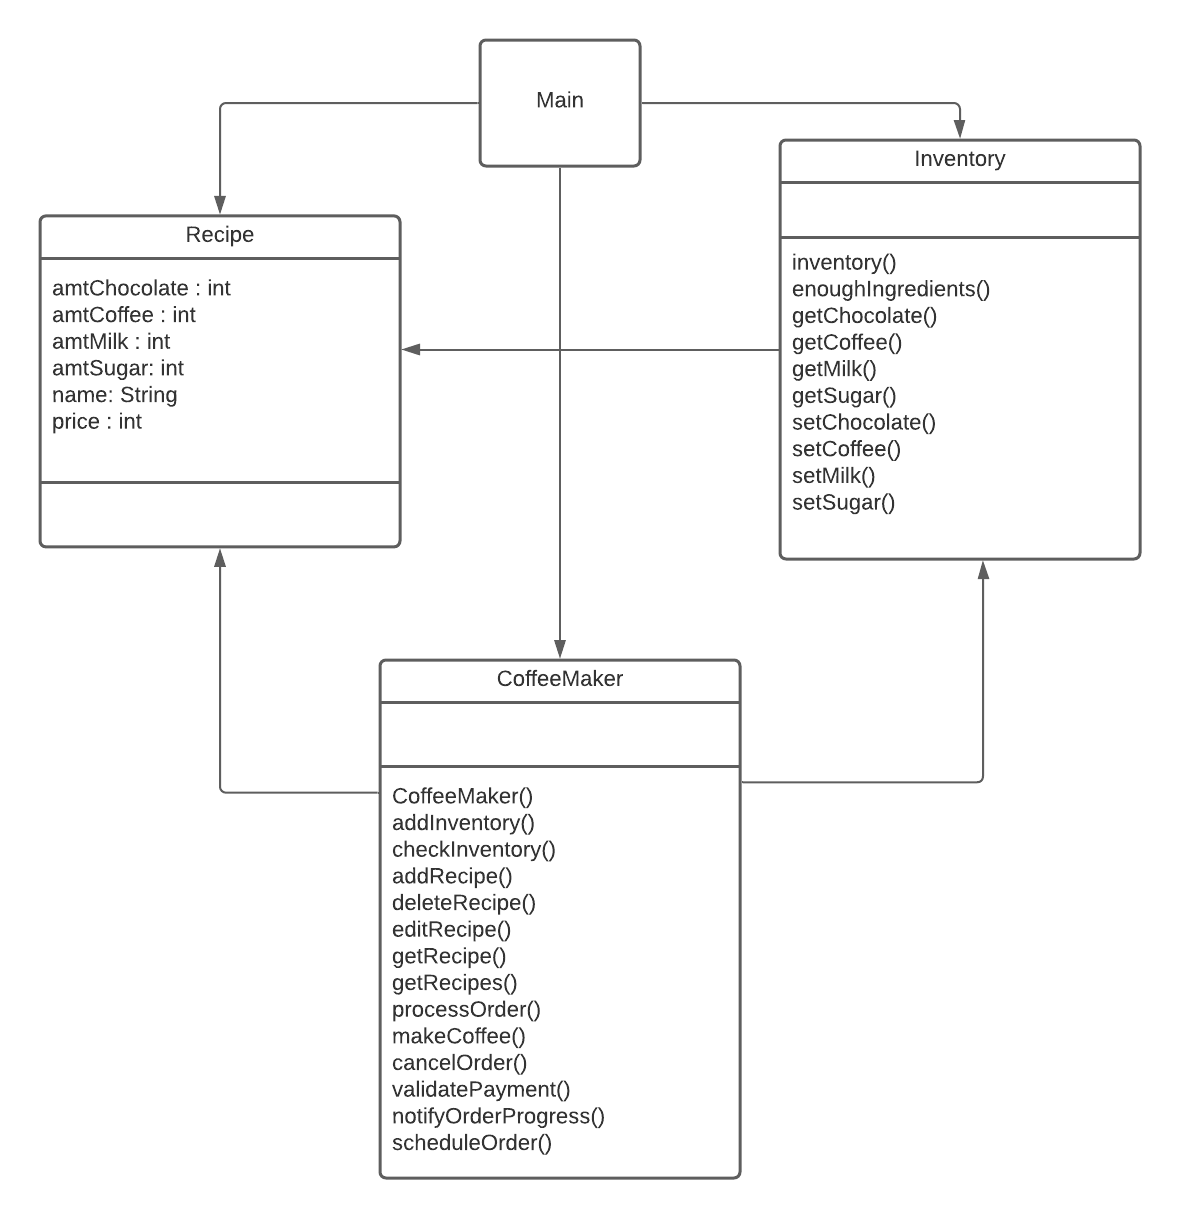 Main
Recipe
amtChocolate : int
amtCoffee : int
amtMilk : int
amtSugar: int
name: String
price : int
Inventory
inventory()
enoughIngredients()
getChocolate()
getCoffee()
getMilk()
getSugar()
setChocolate()
setCoffee()
setMilk()
setSugar()
CoffeeMaker
CoffeeMaker()
addInventory()
checkInventory()
addRecipe()
deleteRecipe()
editRecipe()
getRecipe()
getRecipes()
processOrder()
makeCoffee()
cancelOrder()
validatePayment()
notifyOrderProgress()
scheduleOrder()